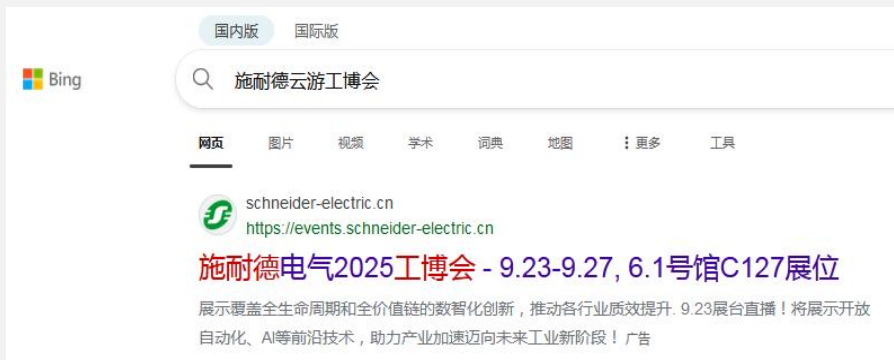 国内版 国际版
Bing
施耐德云游工博会
网页 图片 视频 学术 词典 地图 更多 工具
schneider-electric.cn
https://events.schneider-electric.cn
施耐德电气2025工博会 - 9.23-9.27, 6.1号馆C127展位
展示覆盖全生命周期和全价值链的数智化创新，推动各行业质效提升. 9.23展台直播！将展示开放
自动化、AI等前沿技术，助力产业加速迈向未来工业新阶段！ 广告